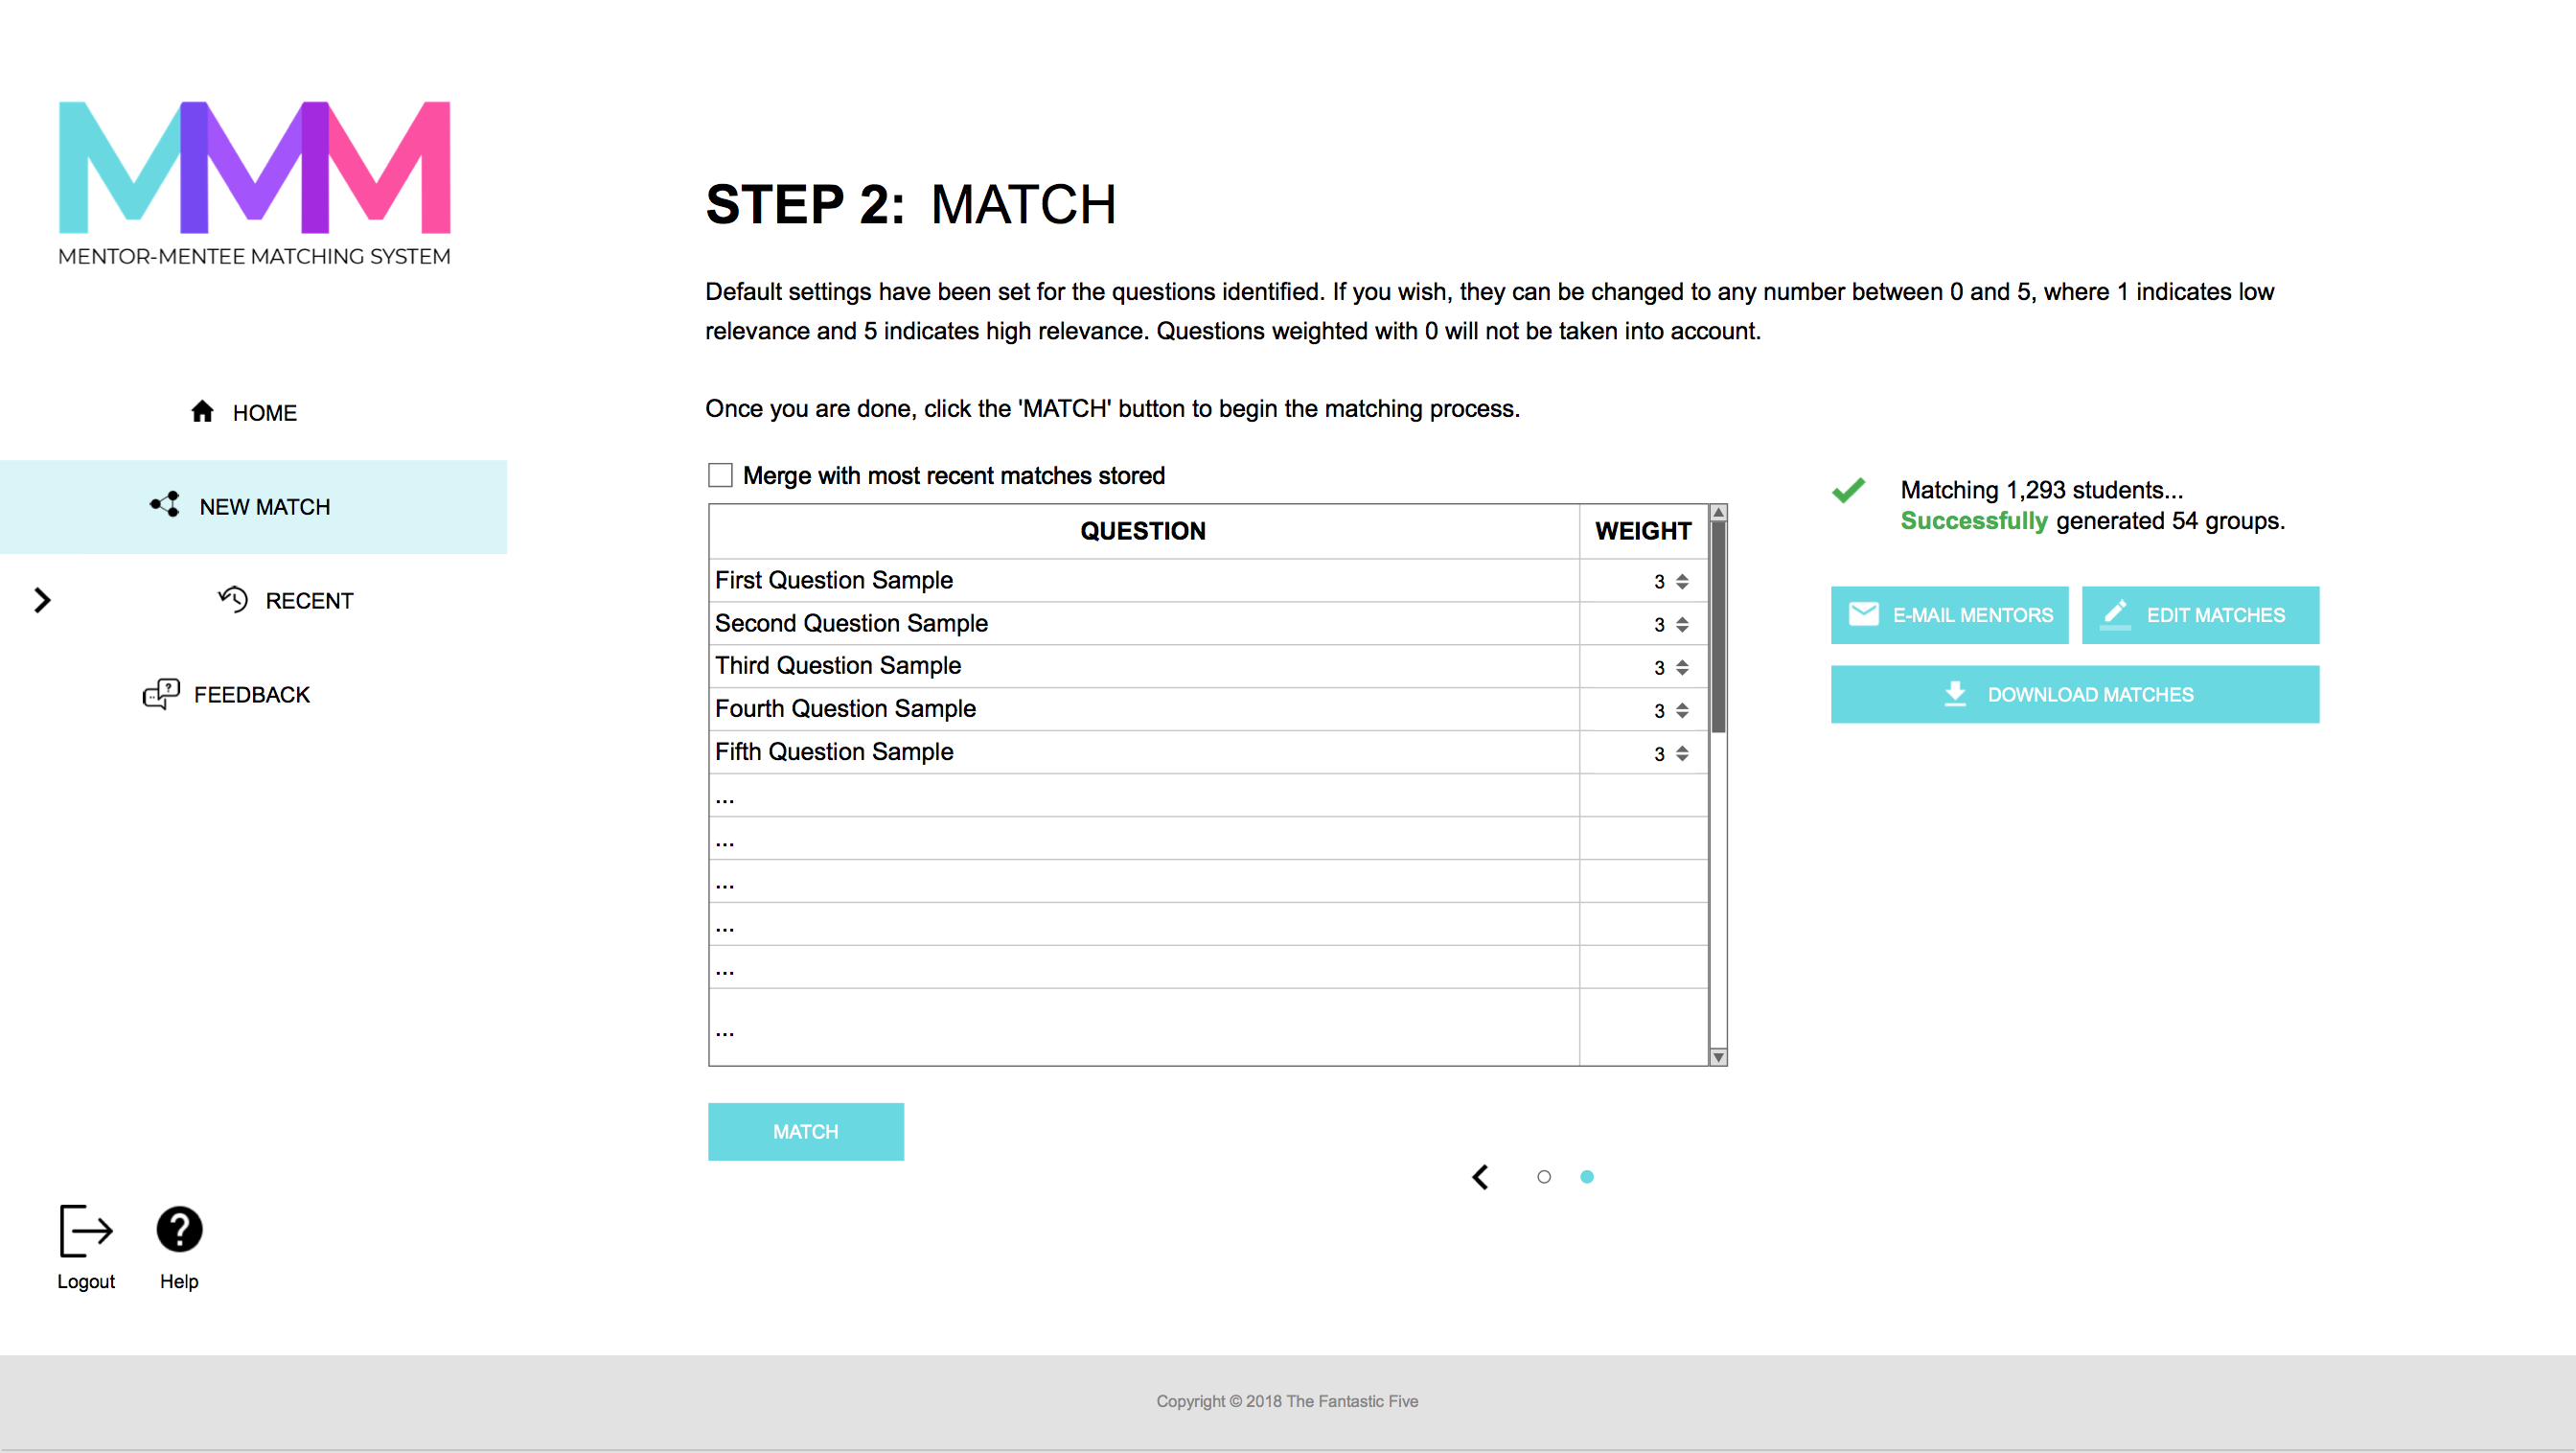 MMM
MENTOR-MENTEE MATCHING SYSTEM
HOME
NEW MATCH
RECENT
FEEDBACK
Logout
Help
STEP 2: MATCH
Default settings have been set for the questions identified. If you wish, they can be changed to any number between 0 and 5, where 1 indicates low
relevance and 5 indicates high relevance. Questions weighted with 0 will not be taken into account.
Once you are done, click the 'MATCH' button to begin the matching process.
Merge with most recent matches stored
QUESTION WEIGHT
First Question Sample 3
Second Question Sample 3
Third Question Sample 3
Fourth Question Sample 3
Fifth Question Sample 3
...
...
...
...
...
...
MATCH
Matching 1,293 students...
Successfully generated 54 groups.
E-MAIL MENTORS
EDIT MATCHES
DOWNLOAD MATCHES
Copyright © 2018 The Fantastic Five